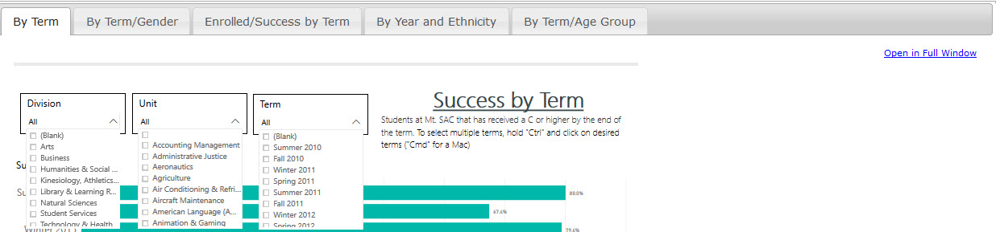 By Term
By Term/Gender
Enrolled/Success by Term
By Year and Ethnicity
By Term/Age Group
Open in Full Window
Division
All
(Blank)
Arts
Business
Humanities & Social ...
Kinesiology, Athletics...
Library & Learning R...
Natural Sciences
Student Services
Technology & Health
Unit
All
Accounting Management
Administrative Justice
Aeronautics
Agriculture
Air Conditioning & Refri...
Aircraft Maintenance
American Language (A...
Animation & Gaming
Term
All
(Blank)
Summer 2010
Fall 2010
Winter 2011
Spring 2011
Summer 2011
Fall 2011
Winter 2012
Spring 2012
Success by Term
Students at Mt. SAC that has received a C or higher by the end of
the term. To select multiple terms, hold "Ctrl" and click on desired
terms ("Cmd" for a Mac)
Su
Su
80.0%
67.6%
Winter 2013
79.6%